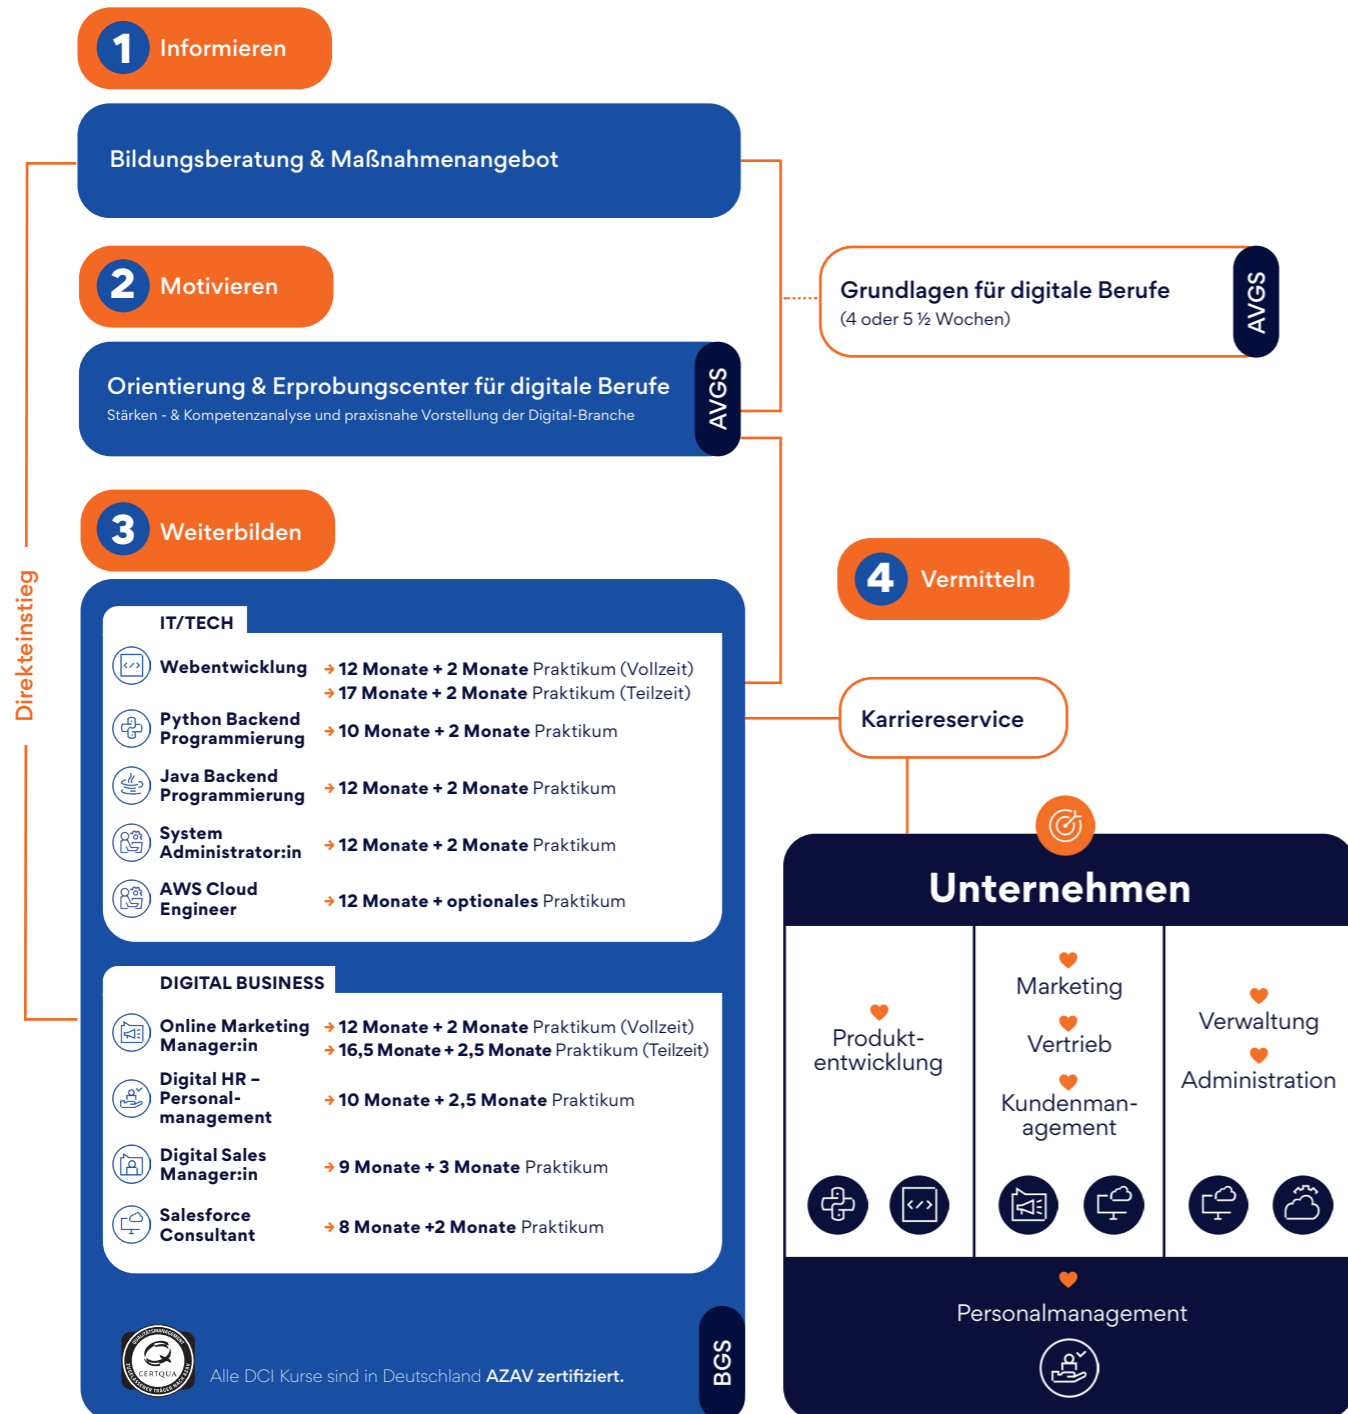 1 Informieren
Bildungsberatung & Maßnahmenangebot
2 Motivieren
Orientierung & Erprobungscenter für digitale Berufe
Stärken - & Kompetenzanalyse und praxisnahe Vorstellung der Digital-Branche
AVGS
Grundlagen für digitale Berufe
(4 oder 5 ½ Wochen)
AVGS
Direkteinstieg
3 Weiterbilden
IT/TECH
Webentwicklung → 12 Monate + 2 Monate Praktikum (Vollzeit)
→ 17 Monate + 2 Monate Praktikum (Teilzeit)
Python Backend
Programmierung → 10 Monate + 2 Monate Praktikum
Java Backend
Programmierung → 12 Monate + 2 Monate Praktikum
System
Administrator:in → 12 Monate + 2 Monate Praktikum
AWS Cloud
Engineer → 12 Monate + optionales Praktikum
DIGITAL BUSINESS
Online Marketing → 12 Monate + 2 Monate Praktikum (Vollzeit)
Manager:in → 16,5 Monate + 2,5 Monate Praktikum (Teilzeit)
Digital HR –
Personal- → 10 Monate + 2,5 Monate Praktikum
management
Digital Sales
Manager:in → 9 Monate + 3 Monate Praktikum
Salesforce
Consultant → 8 Monate +2 Monate Praktikum
QUALITÄTSMANAGEMENT
CERTQUA
ZUGELASSENER TRÄGER NACH AZAV
Alle DCI Kurse sind in Deutschland AZAV zertifiziert.
BGS
4 Vermitteln
Karriereservice
Unternehmen
Produkt-
entwicklung
Marketing
Vertrieb
Kundenman-
agement
Verwaltung
Administration
Personalmanagement